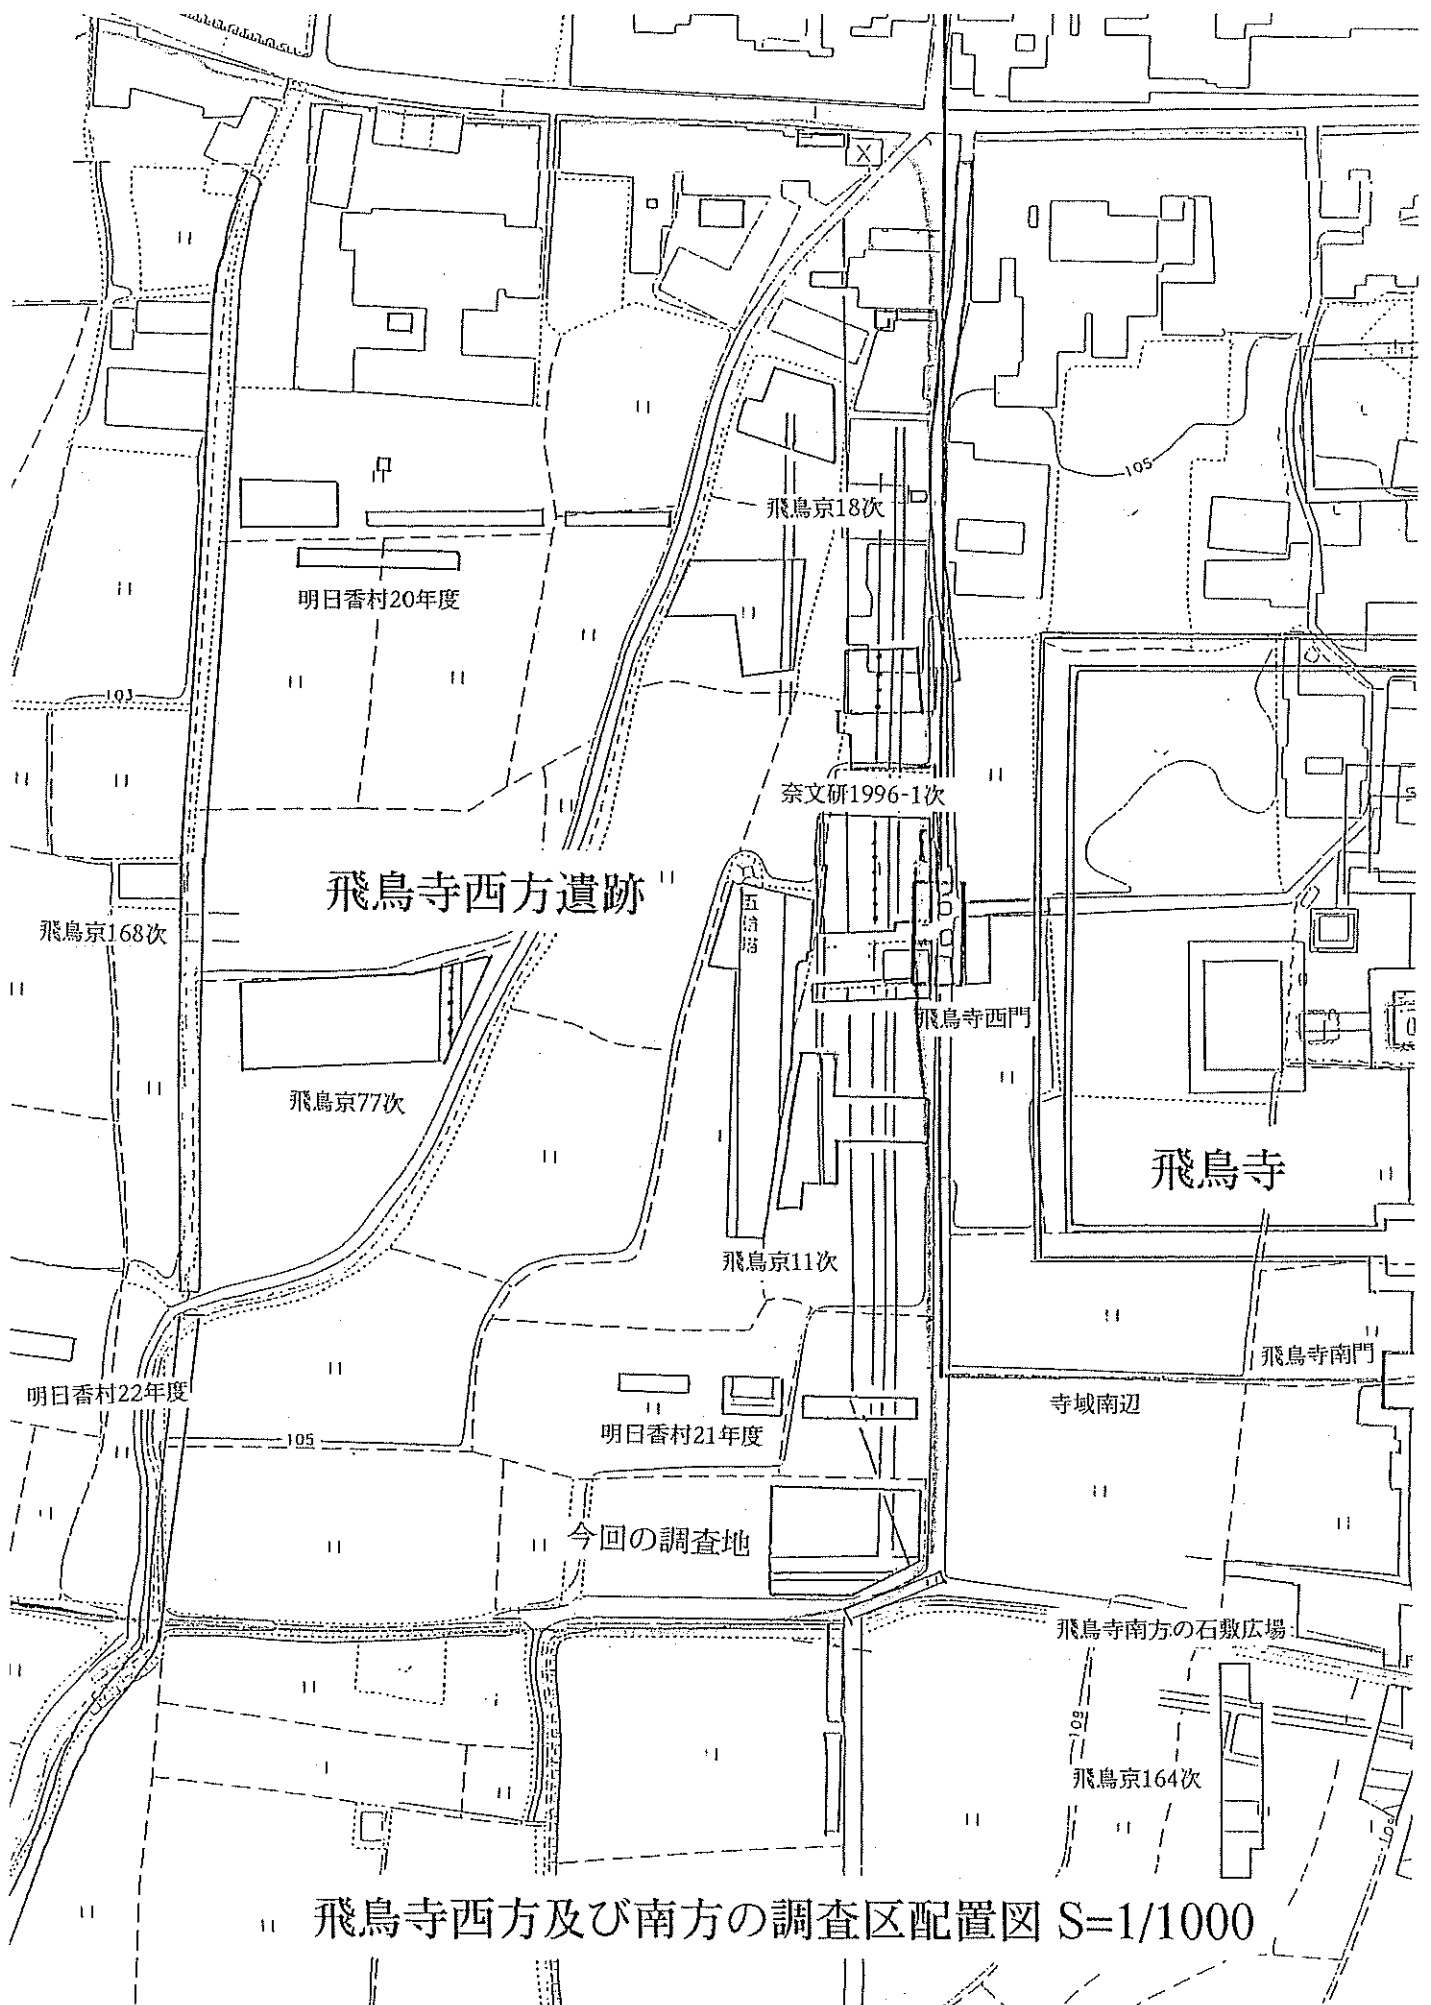 105
飛鳥京18次
明日香村20年度
103
奈文研1996-1次
飛鳥寺西方遺跡
五輪塔
飛鳥京168次
飛鳥寺西門
飛鳥京77次
飛鳥寺
飛鳥京11次
飛鳥寺南門
明日香村22年度
寺域南辺
明日香村21年度
105
今回の調査地
飛鳥寺南方の石敷広場
109
飛鳥京164次
飛鳥寺西方及び南方の調査区配置図 S=1/1000